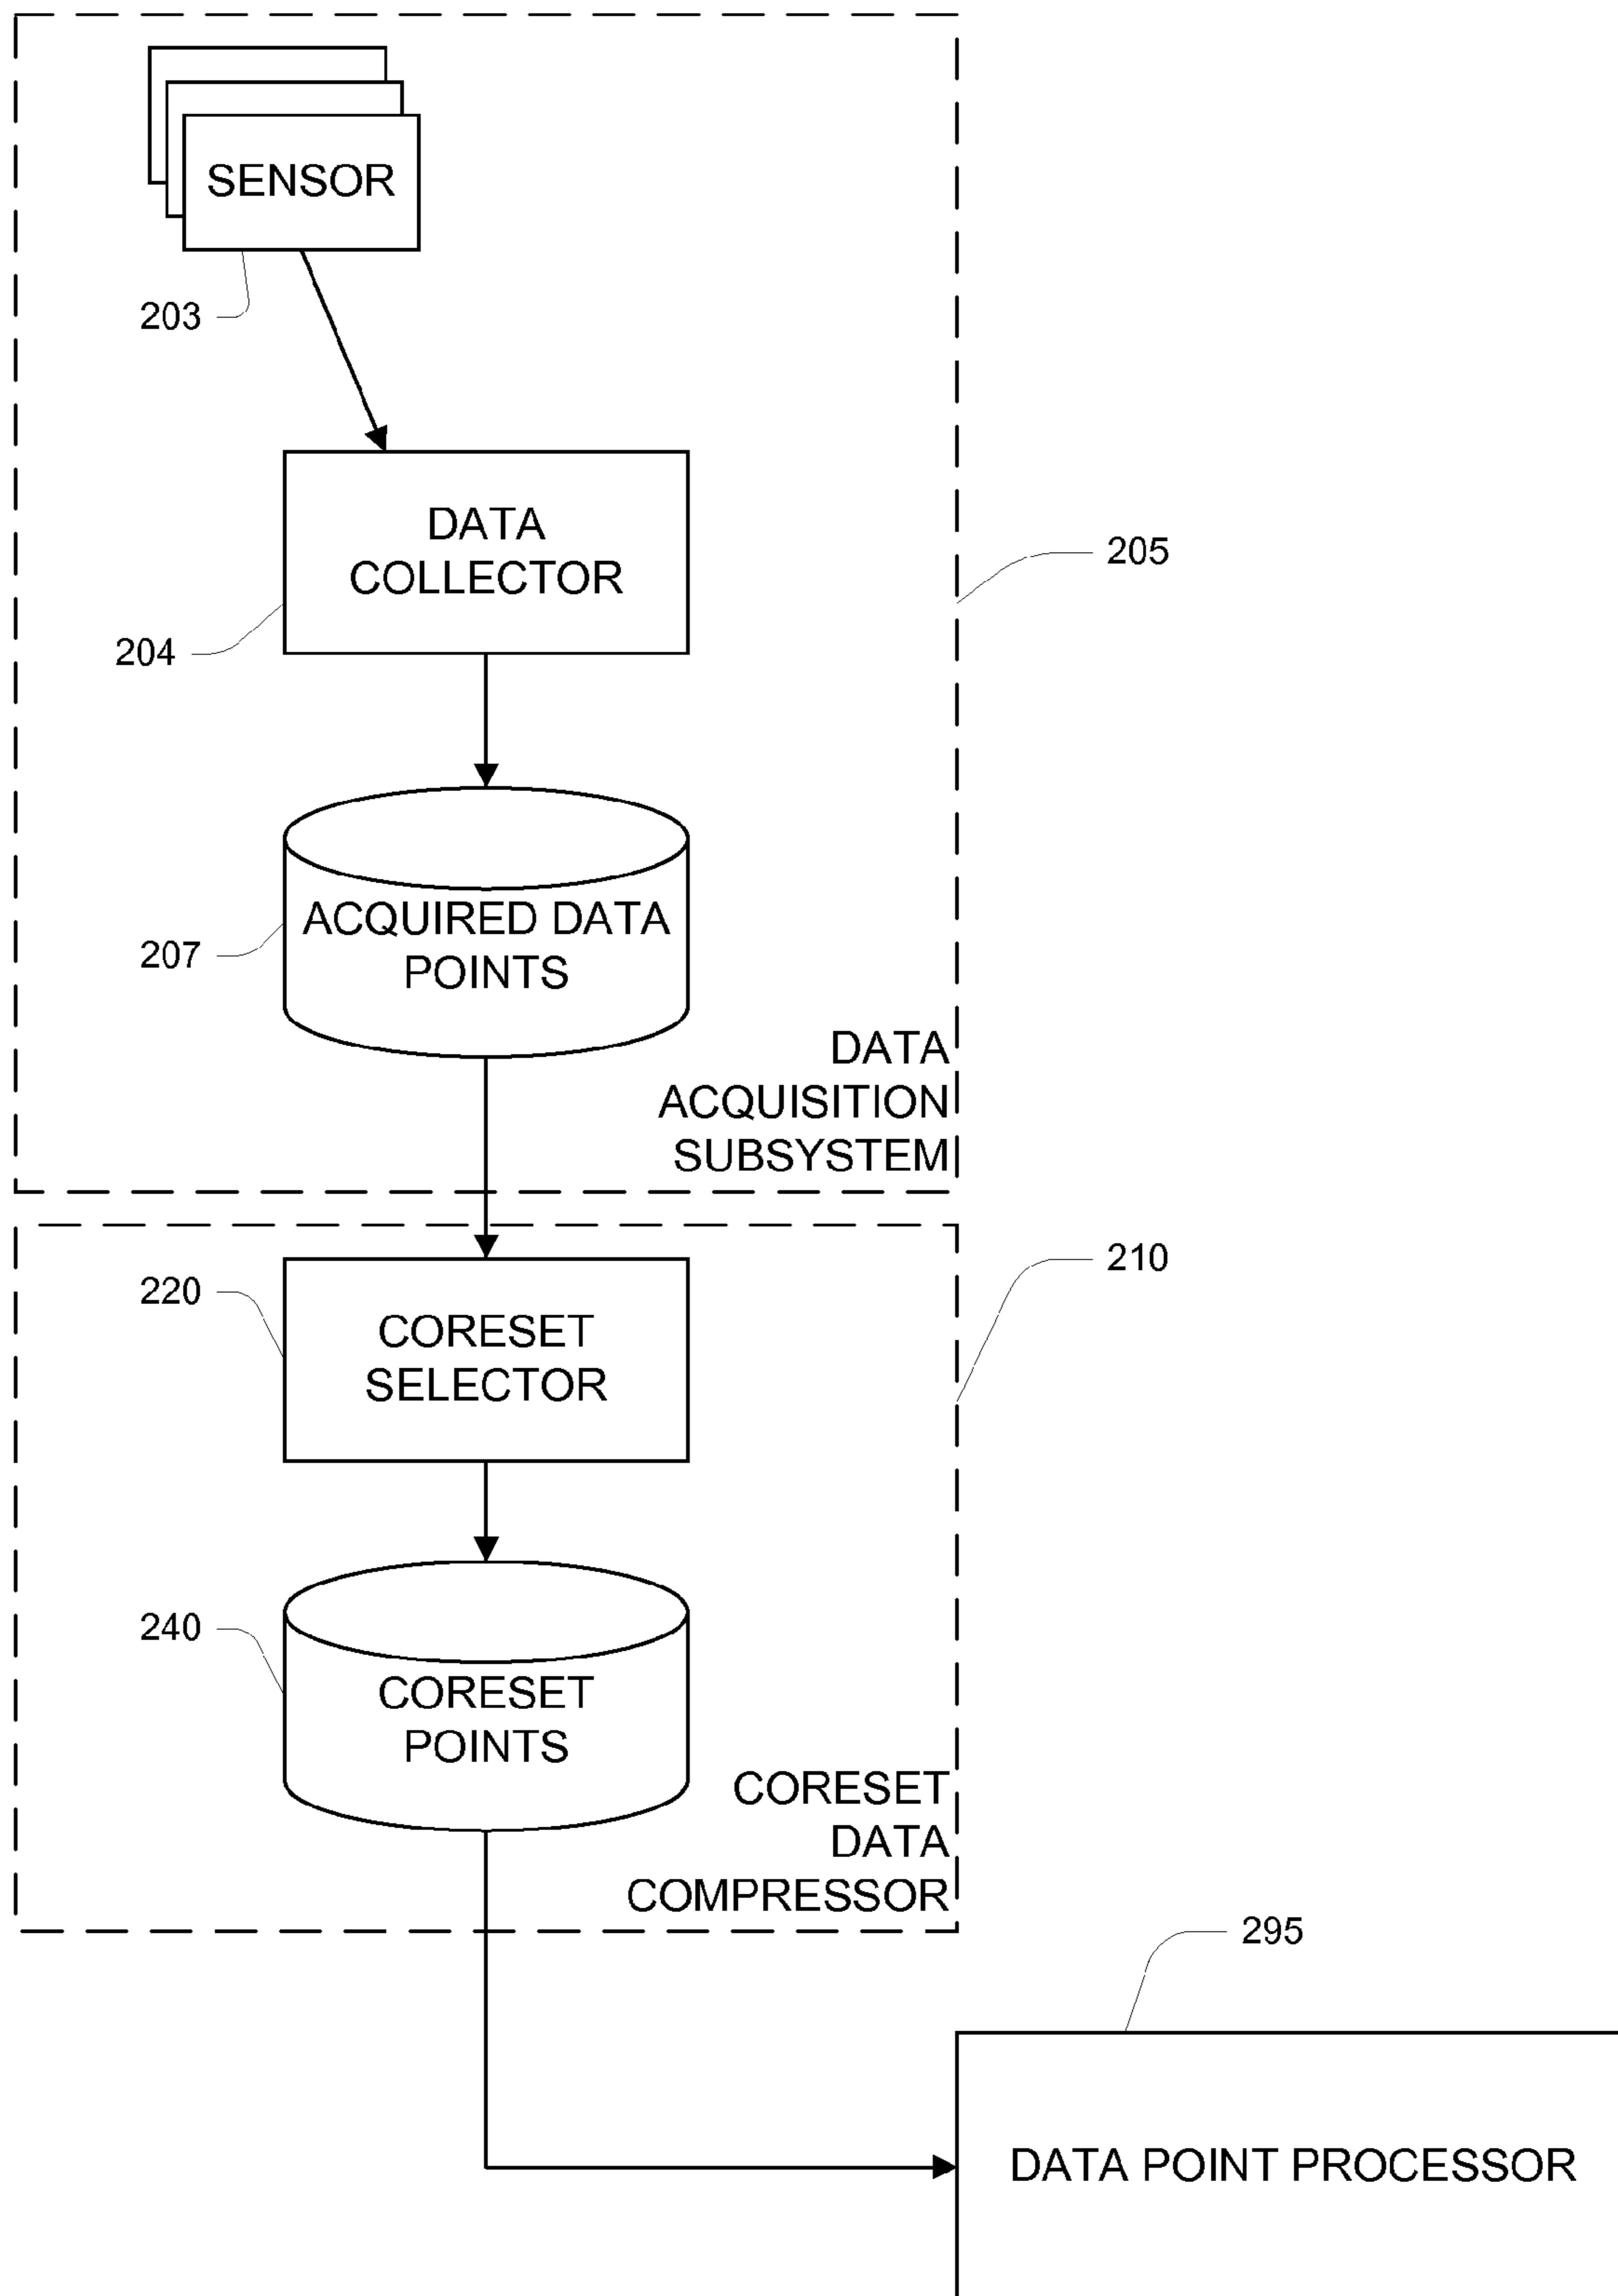 SENSOR
203
DATA
COLLECTOR
205
204
ACQUIRED DATA
POINTS
207
DATA
ACQUISITION
SUBSYSTEM
210
220
CORESET
SELECTOR
240
CORESET
POINTS
CORESET
DATA
COMPRESSOR
295
DATA POINT PROCESSOR